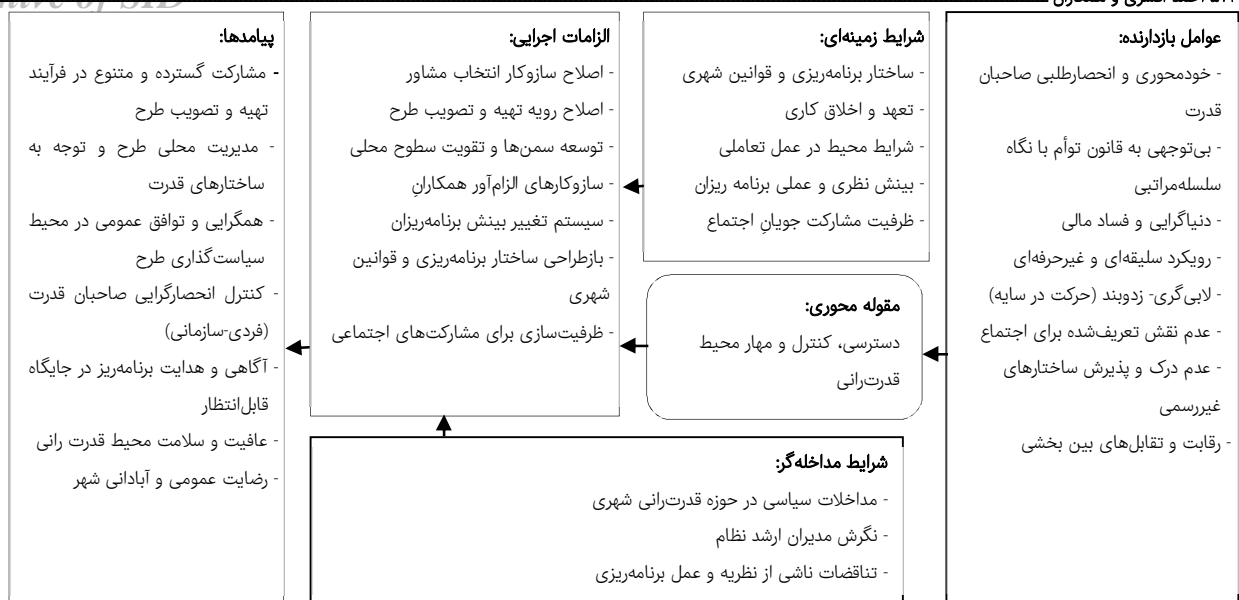 عوامل بازدارنده:
- خودمحوری و انحصارطلبی صاحبان
قدرت
- بی‌توجهی به قانون توأم با نگاه
سلسله‌مراتبی
- دنیاگرایی و فساد مالی
- رویکرد سلیقه‌ای و غیرحرفه‌ای
- لابی‌گری- زدوبند (حرکت در سایه)
- عدم نقش تعریف‌شده برای اجتماع
- عدم درک و پذیرش ساختارهای
غیررسمی
- رقابت و تقابل‌های بین بخشی
شرایط زمینه‌ای:
- ساختار برنامه‌ریزی و قوانین شهری
- تعهد و اخلاق کاری
- شرایط محیط در عمل تعاملی
- بینش نظری و عملی برنامه ریزان
- ظرفیت مشارکت جویانِ اجتماع
مقوله محوری:
دسترسی، کنترل و مهار محیط
قدرت‌رانی
الزامات اجرایی:
- اصلاح سازوکار انتخاب مشاور
- اصلاح رویه تهیه و تصویب طرح
- توسعه سمن‌ها و تقویت سطوح محلی
- سازوکارهای الزام‌آور همکارانِ
- سیستم تغییر بینش برنامه‌ریزان
- بازطراحی ساختار برنامه‌ریزی و قوانین
شهری
- ظرفیت‌سازی برای مشارکت‌های اجتماعی
شرایط مداخله‌گر:
- مداخلات سیاسی در حوزه قدرت‌رانی شهری
- نگرش مدیران ارشد نظام
- تناقضات ناشی از نظریه و عمل برنامه‌ریزی
پیامدها:
- مشارکت گسترده و متنوع در فرآیند
تهیه و تصویب طرح
- مدیریت محلی طرح و توجه به
ساختارهای قدرت
- همگرایی و توافق عمومی در محیط
سیاست‌گذاری طرح
- کنترل انحصارگرایی صاحبان قدرت
(فردی-سازمانی)
- آگاهی و هدایت برنامه‌ریز در جایگاه
قابل‌انتظار
- عافیت و سلامت محیط قدرت رانی
- رضایت عمومی و آبادانی شهر